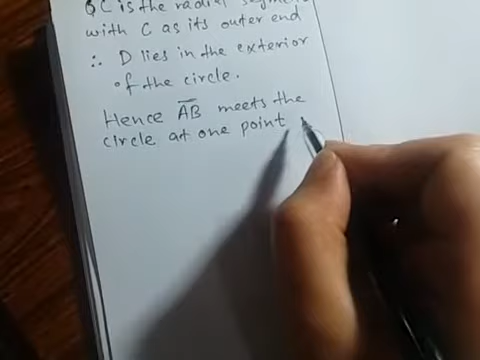 OC is the radial segment
with C as its outer end
∴ D lies in the exterior
of the circle.
Hence AB meets the
circle at one point